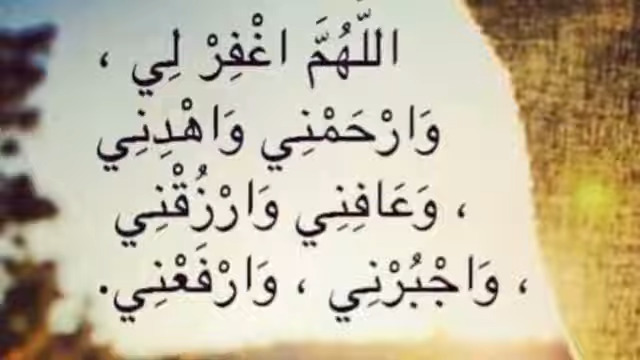 اللَّهُمَّ اغْفِرْ لِي ،
وَارْحَمْنِي وَاهْدِنِي
، وَعَافِنِي وَارْزُقْنِي
، وَاجْبُرْنِي ، وَارْفَعْنِي.